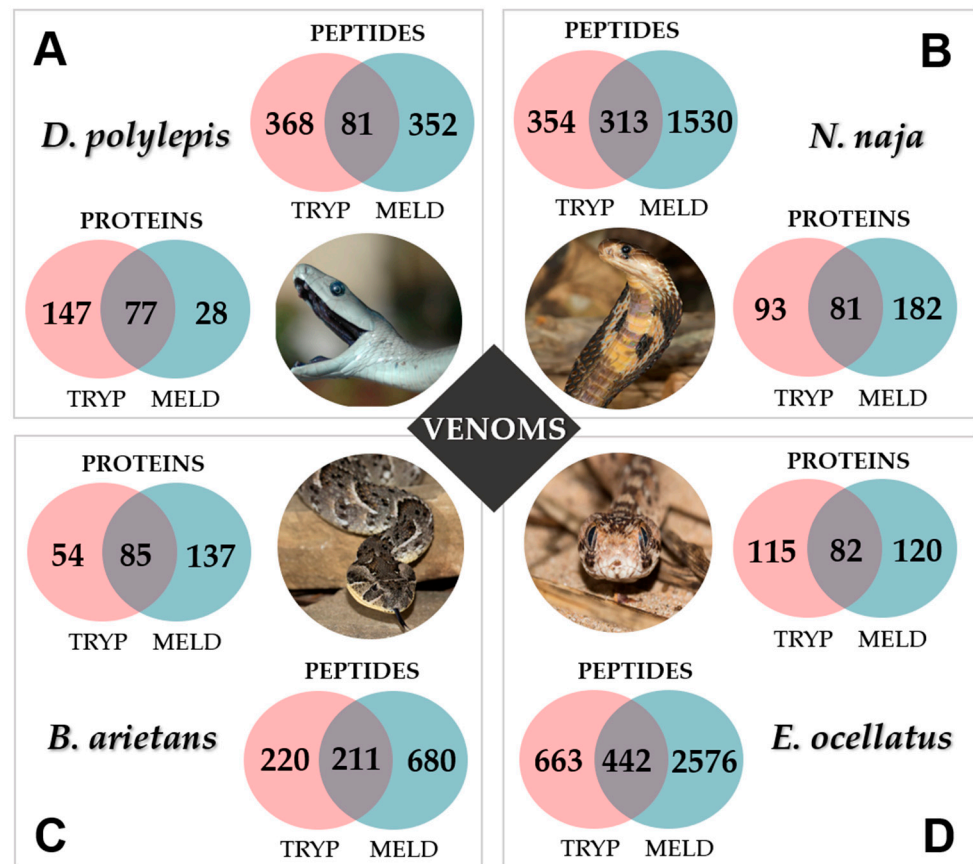 A
PEPTIDES
368 81 352
TRYP MELD
D. polylepis
PROTEINS
147 77 28
TRYP MELD
B
PEPTIDES
354 313 1530
TRYP MELD
N. naja
PROTEINS
93 81 182
TRYP MELD
VENOMS
PROTEINS
54 85 137
TRYP MELD
PEPTIDES
220 211 680
TRYP MELD
B. arietans
C
PROTEINS
115 82 120
TRYP MELD
PEPTIDES
663 442 2576
TRYP MELD
E. ocellatus
D